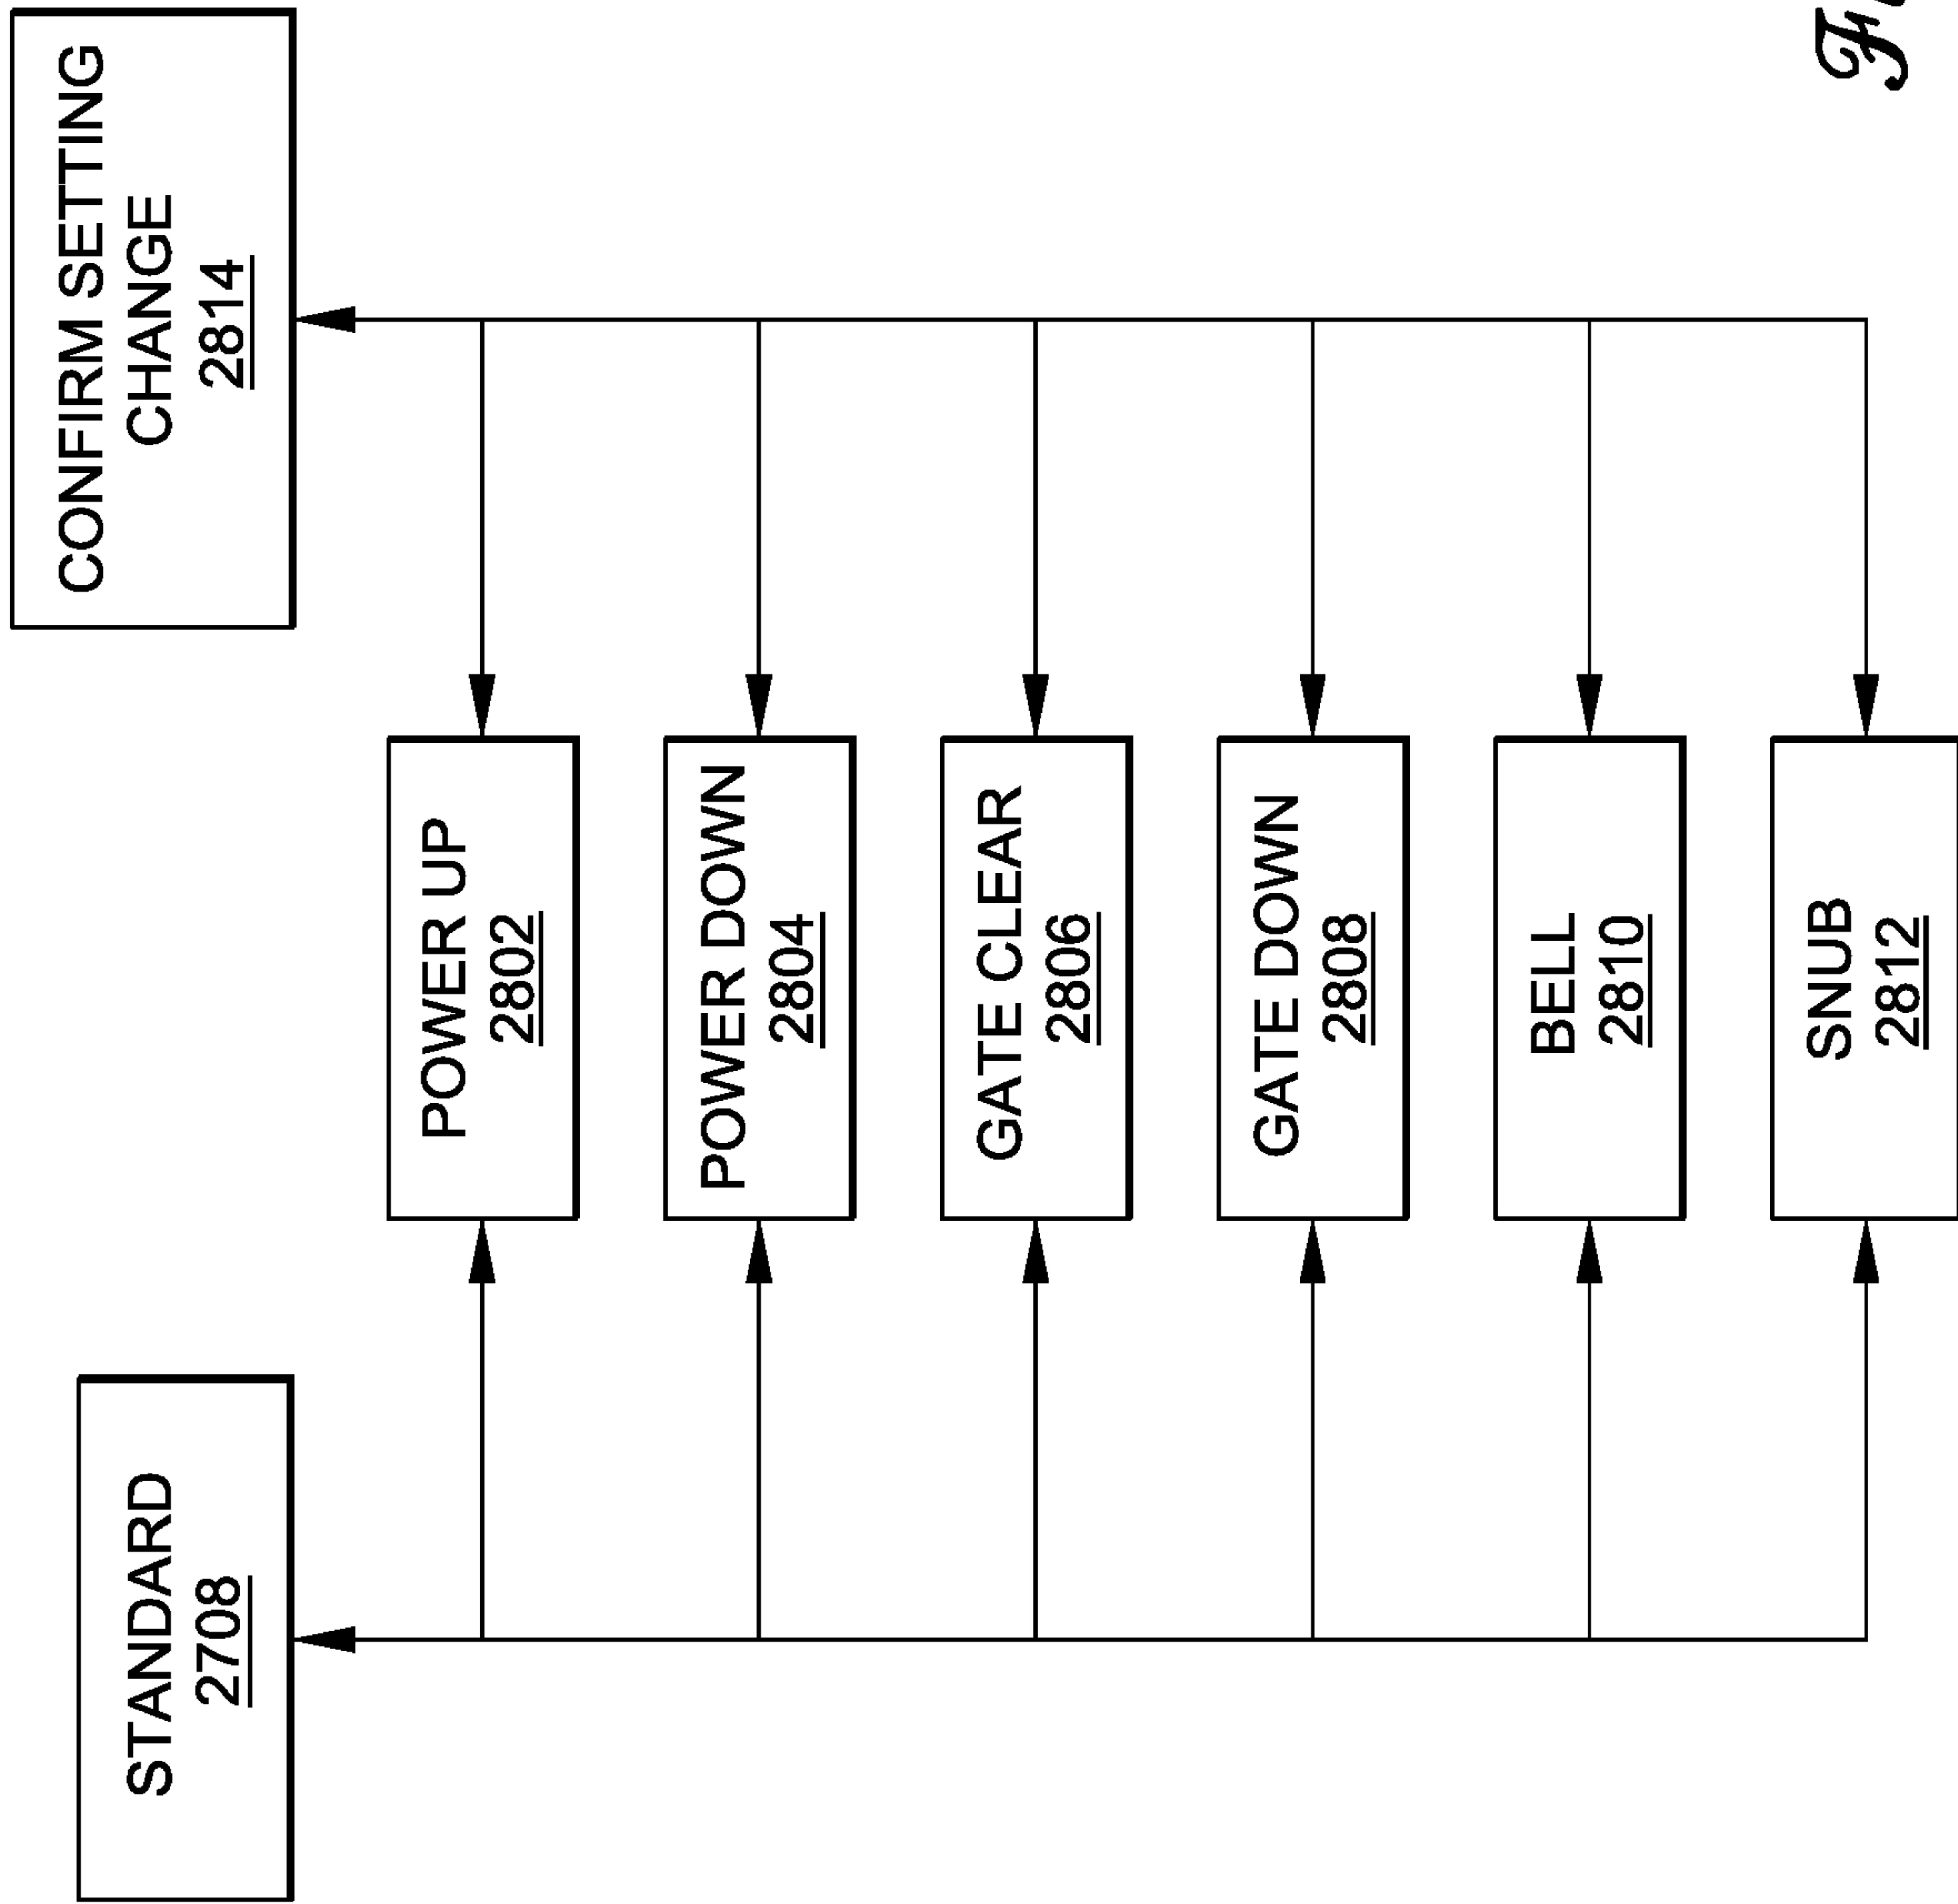 STANDARD
2708
POWER UP
2802
POWER DOWN
2804
GATE CLEAR
2806
GATE DOWN
2808
BELL
2810
SNUB
2812
CONFIRM SETTING
CHANGE
2814